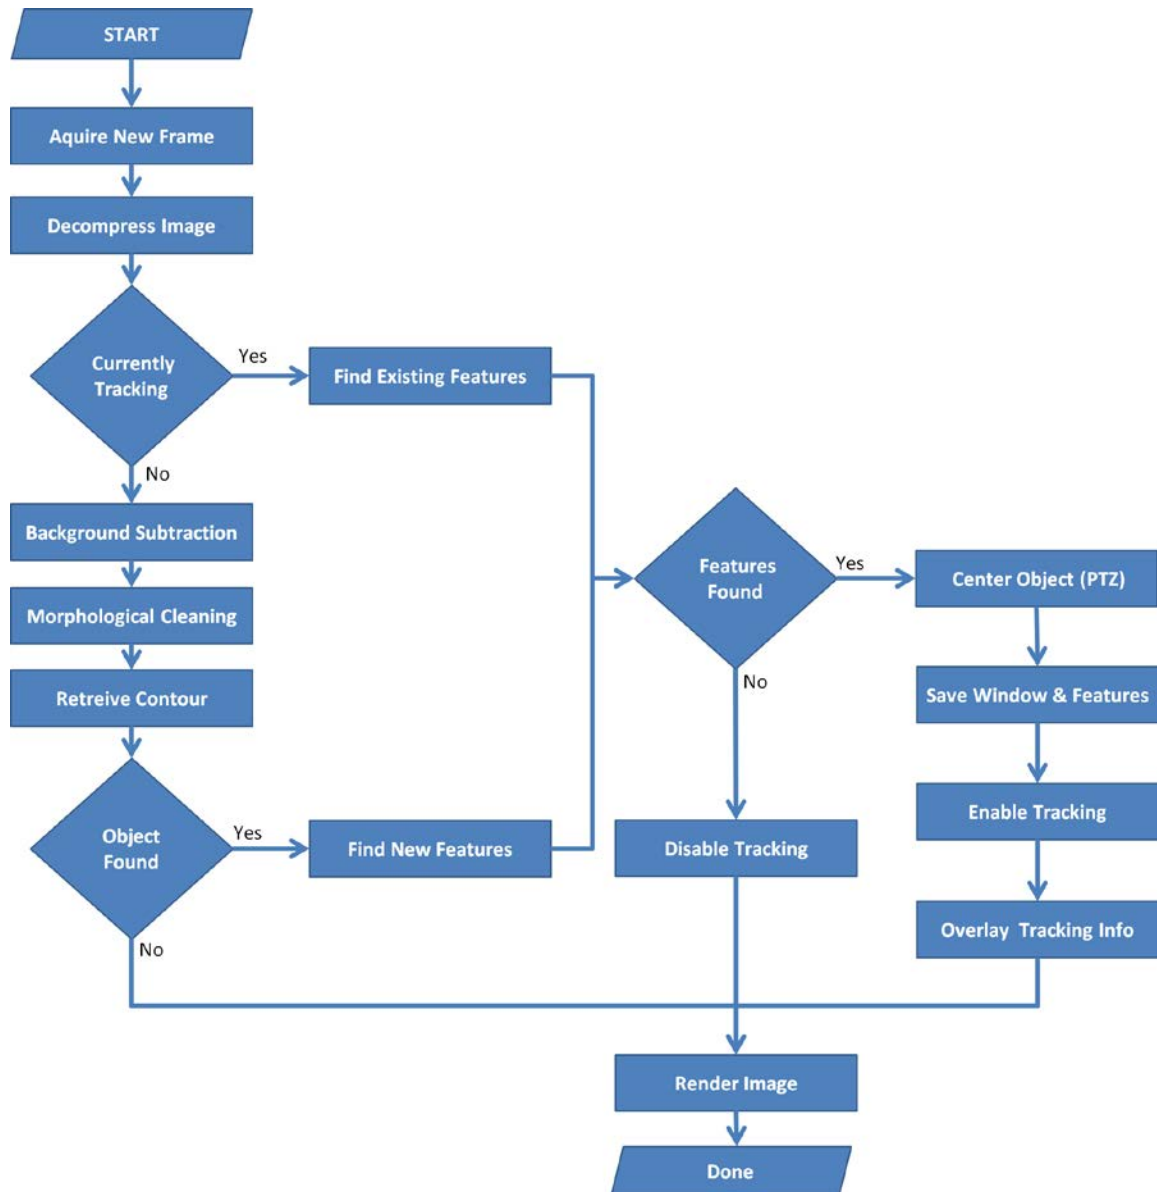 START
Aquire New Frame
Decompress Image
Currently
Tracking
Yes
Find Existing Features
No
Background Subtraction
Morphological Cleaning
Retreive Contour
Object
Found
Yes
Find New Features
No
Features
Found
Yes
Center Object (PTZ)
No
Save Window & Features
Enable Tracking
Disable Tracking
Overlay Tracking Info
Render Image
Done